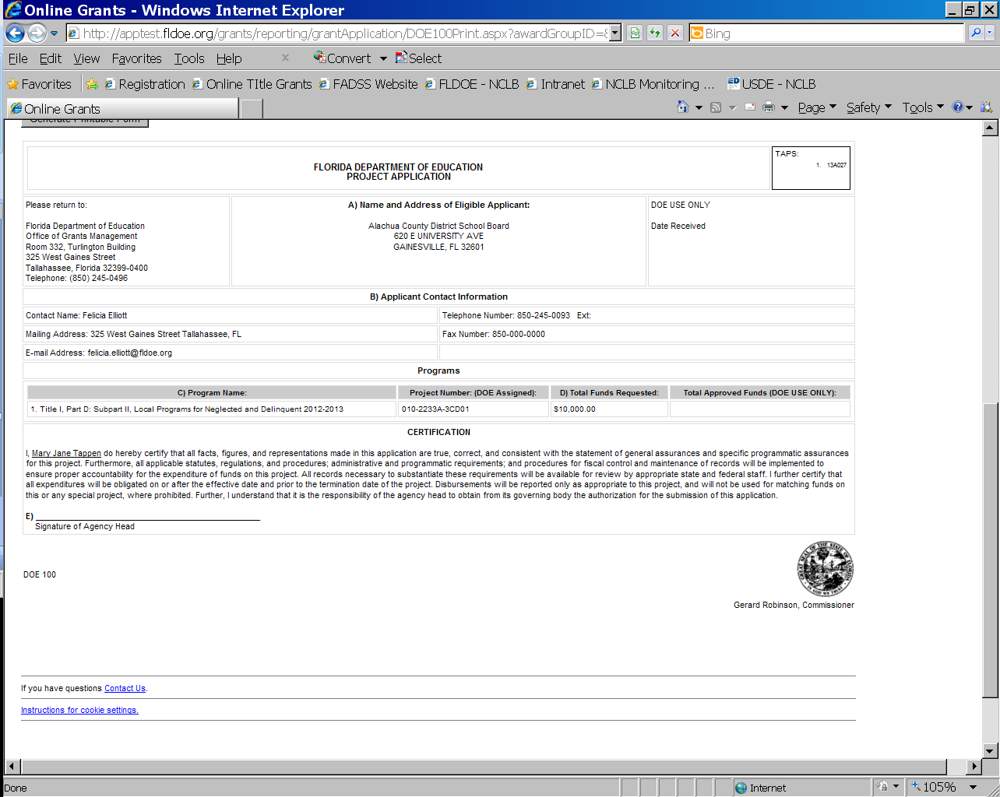 Online Grants - Windows Internet Explorer
http://apptest.fldoe.org/grants/reporting/grantApplication/DOE100Print.aspx?awardGroupID=
Bing
File Edit View Favorites Tools Help x Convert Select
Favorites Registration Online TItle Grants FADSS Website FLDOE - NCLB Intranet NCLB Monitoring ... USDE - NCLB
Online Grants Page Safety Tools
Generate Printable Form
FLORIDA DEPARTMENT OF EDUCATION
PROJECT APPLICATION
TAPS:
1. 13A027
Please return to:
Florida Department of Education
Office of Grants Management
Room 332, Turlington Building
325 West Gaines Street
Tallahassee, Florida 32399-0400
Telephone: (850) 245-0496
A) Name and Address of Eligible Applicant:
Alachua County District School Board
620 E UNIVERSITY AVE
GAINESVILLE, FL 32601
DOE USE ONLY
Date Received
B) Applicant Contact Information
Contact Name: Felicia Elliott
Telephone Number: 850-245-0093 Ext:
Mailing Address: 325 West Gaines Street Tallahassee, FL
Fax Number: 850-000-0000
E-mail Address: felicia.elliott@fldoe.org
Programs
C) Program Name: Project Number: (DOE Assigned): D) Total Funds Requested: Total Approved Funds (DOE USE ONLY):
1. Title I, Part D: Subpart II, Local Programs for Neglected and Delinquent 2012-2013 010-2233A-3CD01 $10,000.00
CERTIFICATION
I, Mary Jane Tappen do hereby certify that all facts, figures, and representations made in this application are true, correct, and consistent with the statement of general assurances and specific programmatic assurances
for this project. Furthermore, all applicable statutes, regulations, and procedures; administrative and programmatic requirements; and procedures for fiscal control and maintenance of records will be implemented to
ensure proper accountability for the expenditure of funds on this project. All records necessary to substantiate these requirements will be available for review by appropriate state and federal staff. I further certify that
all expenditures will be obligated on or after the effective date and prior to the termination date of the project. Disbursements will be reported only as appropriate to this project, and will not be used for matching funds on
this or any special project, where prohibited. Further, I understand that it is the responsibility of the agency head to obtain from its governing body the authorization for the submission of this application.
E)
Signature of Agency Head
GREAT SEAL OF THE STATE OF FLORIDA
IN GOD WE TRUST
DOE 100
Gerard Robinson, Commissioner
If you have questions Contact Us.
Instructions for cookie settings.
Done Internet 105%